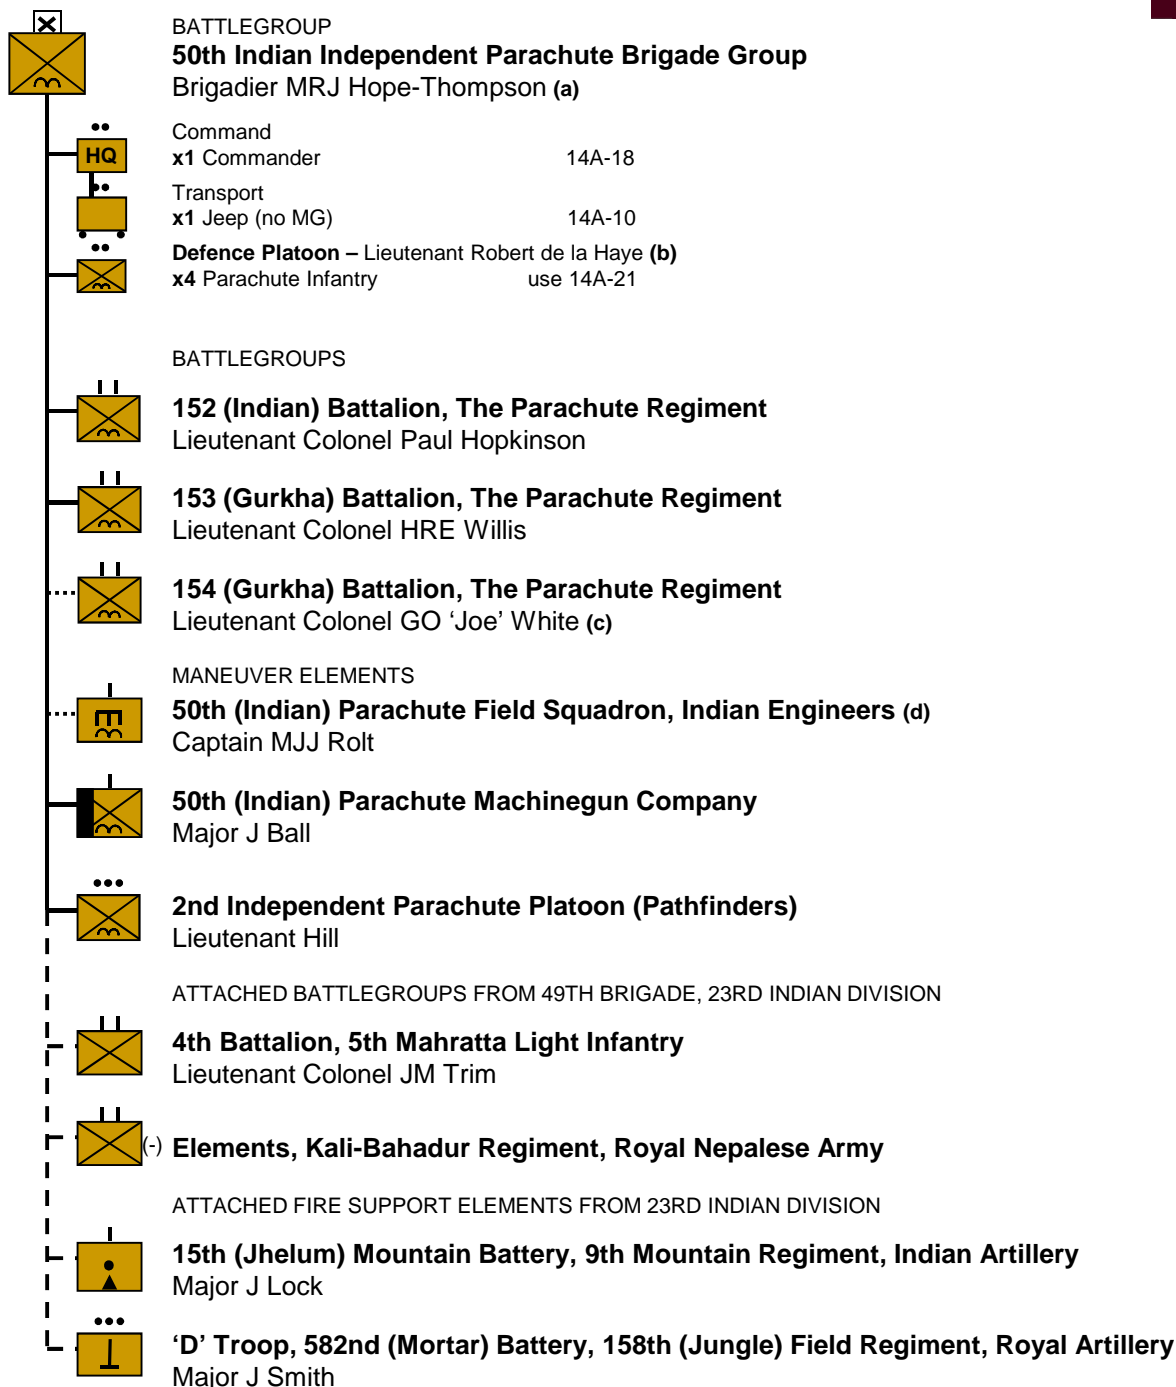 BATTLEGROUP
50th Indian Independent Parachute Brigade Group
Brigadier MRJ Hope-Thompson (a)
Command
HQ x1 Commander 14A-18
Transport
x1 Jeep (no MG) 14A-10
Defence Platoon – Lieutenant Robert de la Haye (b)
x4 Parachute Infantry use 14A-21
BATTLEGROUPS
152 (Indian) Battalion, The Parachute Regiment
Lieutenant Colonel Paul Hopkinson
153 (Gurkha) Battalion, The Parachute Regiment
Lieutenant Colonel HRE Willis
154 (Gurkha) Battalion, The Parachute Regiment
Lieutenant Colonel GO ‘Joe’ White (c)
MANEUVER ELEMENTS
50th (Indian) Parachute Field Squadron, Indian Engineers (d)
Captain MJJ Rolt
50th (Indian) Parachute Machinegun Company
Major J Ball
2nd Independent Parachute Platoon (Pathfinders)
Lieutenant Hill
ATTACHED BATTLEGROUPS FROM 49TH BRIGADE, 23RD INDIAN DIVISION
4th Battalion, 5th Mahratta Light Infantry
Lieutenant Colonel JM Trim
(-) Elements, Kali-Bahadur Regiment, Royal Nepalese Army
ATTACHED FIRE SUPPORT ELEMENTS FROM 23RD INDIAN DIVISION
15th (Jhelum) Mountain Battery, 9th Mountain Regiment, Indian Artillery
Major J Lock
‘D’ Troop, 582nd (Mortar) Battery, 158th (Jungle) Field Regiment, Royal Artillery
Major J Smith